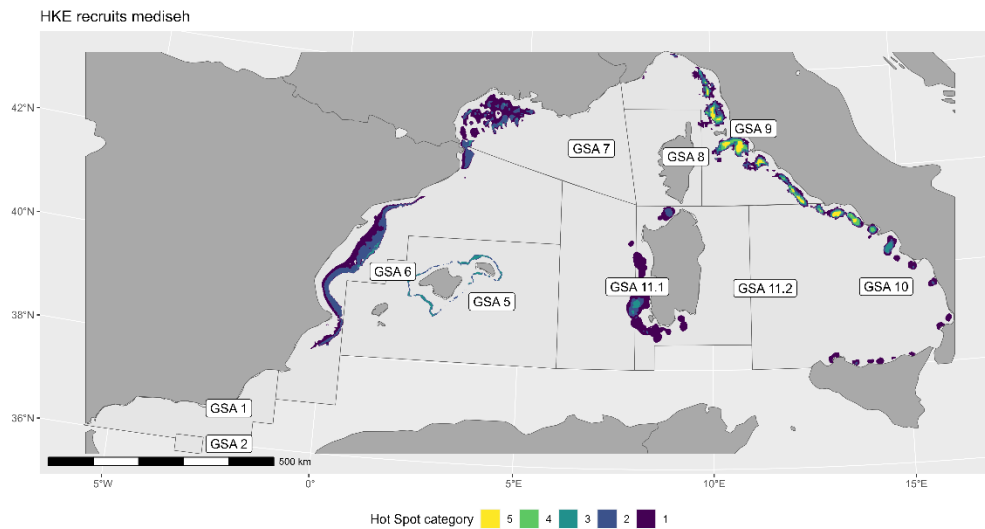 HKE recruits mediseh
42°N
40°N
38°N
36°N
GSA 9
GSA 7
GSA 8
GSA 6
GSA 5
GSA 11.1
GSA 11.2
GSA 10
GSA 1
GSA 2
500 km
5°W
0°
5°E
10°E
15°E
Hot Spot category
5
4
3
2
1